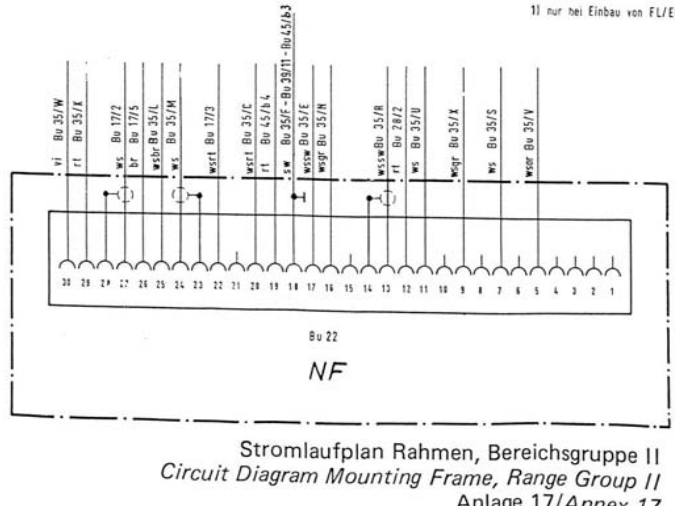 1) nur bei Einbau von FL/E
vi Bu 35/W
rt Bu 35/K
ws Bu 17/2
br Bu 17/5
wsbr Bu 35/L
ws Bu 35/M
wsrt Bu 17/3
wsrt Bu 35/C
rt Bu 45/b4
sw Bu 35/F - Bu 39/11 - Bu 45/b3
wssw Bu 35/E
wsgr Bu 35/N
wssw Bu 35/R
rt Bu 28/2
ws Bu 35/U
wsgr Bu 35/X
ws Bu 35/S
wsor Bu 35/V
30 29 28 27 26 25 24 23 22 21 20 19 18 17 16 15 14 13 12 11 10 9 8 7 6 5 4 3 2 1
Bu 22
NF
Stromlaufplan Rahmen, Bereichsgruppe II
Circuit Diagram Mounting Frame, Range Group II
Anlage 17/Annex 17